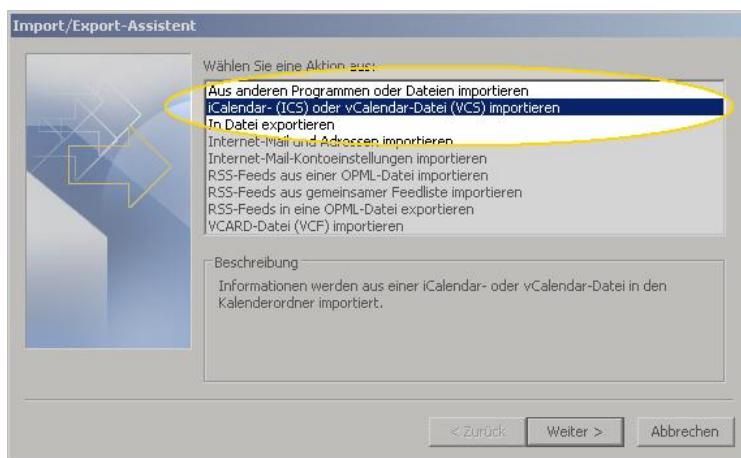 Import/Export-Assistent
Wählen Sie eine Aktion aus:
Aus anderen Programmen oder Dateien importieren
iCalendar- (ICS) oder vCalendar-Datei (VCS) importieren
In Datei exportieren
Internet-Mail und Adressen importieren
Internet-Mail-Kontoeinstellungen importieren
RSS-Feeds aus einer OPML-Datei importieren
RSS-Feeds aus gemeinsamer Feedliste importieren
RSS-Feeds in eine OPML-Datei exportieren
VCARD-Datei (VCF) importieren
Beschreibung
Informationen werden aus einer iCalendar- oder vCalendar-Datei in den
Kalenderordner importiert.
< Zurück Weiter > Abbrechen